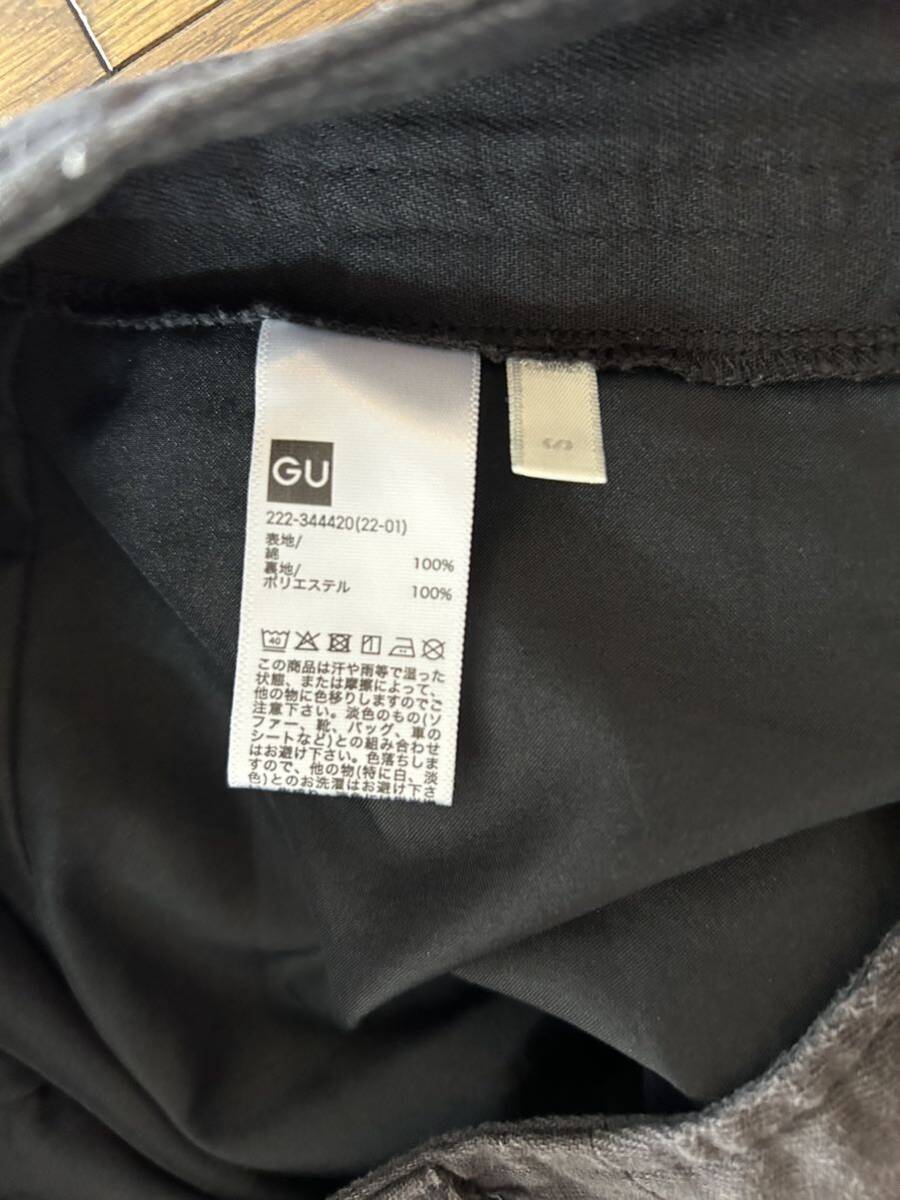 GU
222-344420(22-01)
表地/
綿 100%
裏地/
ポリエステル 100%
40
この商品は汗や雨等で湿った
状態、または摩擦によって、
他の物に色移りしますのでご
注意下さい。淡色のもの(ソ
ファー、靴、バッグ、車の
シートなど)との組み合わせ
はお避け下さい。色落ちしま
すので、他の物(特に白、淡
色)とのお洗濯はお避け下さ
S